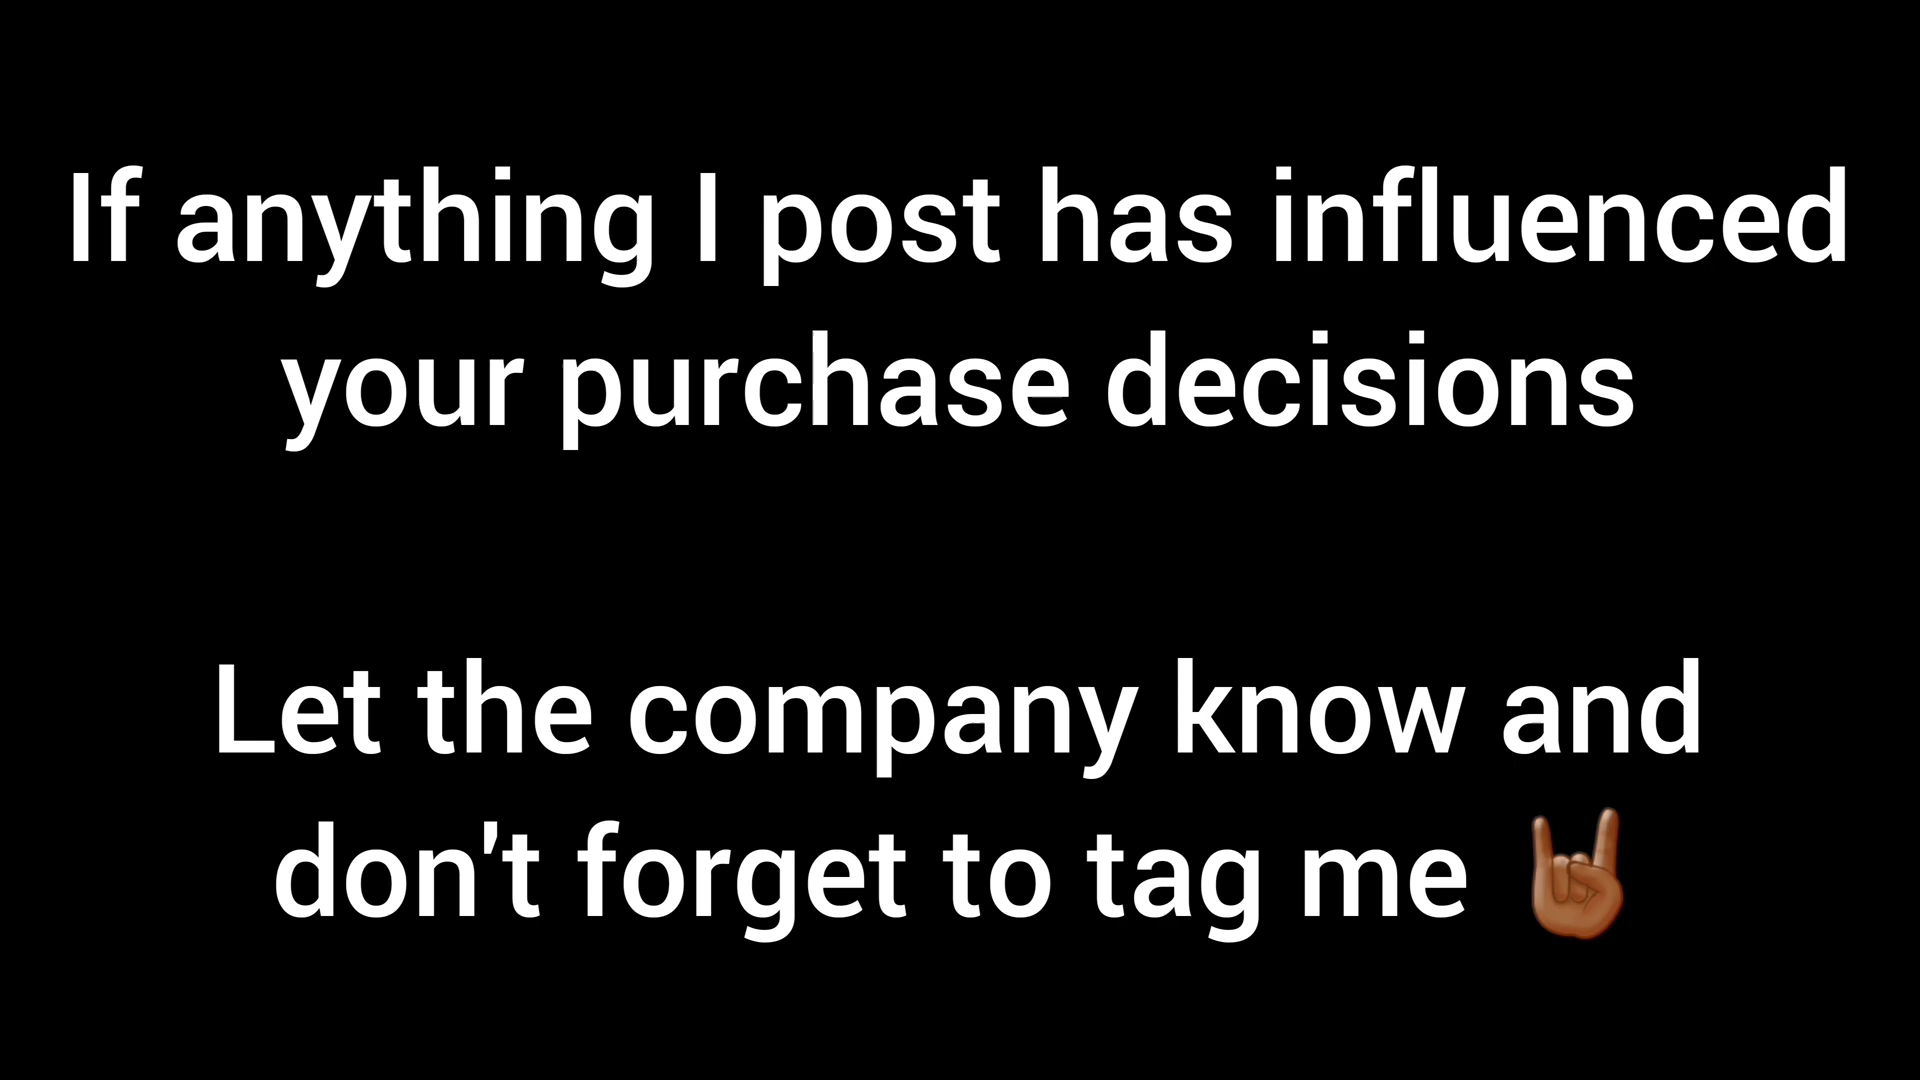 If anything I post has influenced
your purchase decisions
Let the company know and
don't forget to tag me 🤘🏾